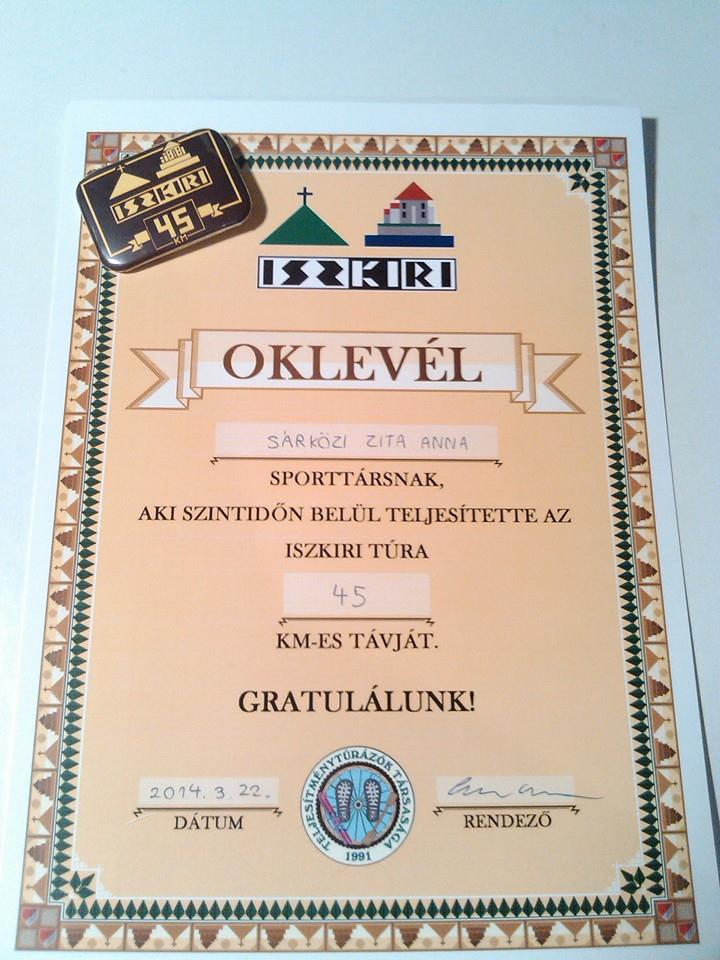 ISZKIRI
45
KM
ISZKIRI
OKLEVÉL
SÁRKÖZI ZITA ANNA
SPORTTÁRSNAK,
AKI SZINTIDŐN BELÜL TELJESÍTETTE AZ
ISZKIRI TÚRA
45
KM-ES TÁVJÁT.
GRATULÁLUNK!
2014. 3. 22.
DÁTUM
TELJESÍTMÉNYTÚRÁZÓK TÁRSASÁGA
1991
RENDEZŐ